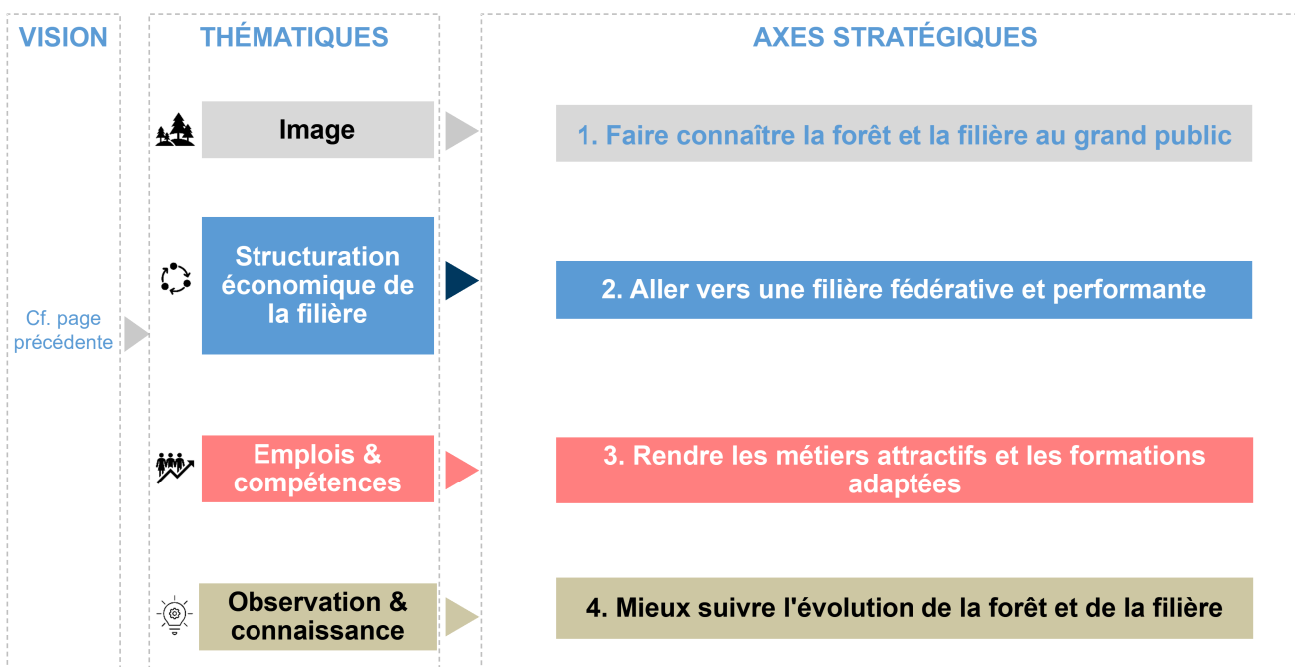 VISION
THÉMATIQUES
AXES STRATÉGIQUES
Image
1. Faire connaître la forêt et la filière au grand public
Structuration
économique de
la filière
2. Aller vers une filière fédérative et performante
Cf. page
précédente
Emplois &
compétences
3. Rendre les métiers attractifs et les formations
adaptées
Observation &
connaissance
4. Mieux suivre l'évolution de la forêt et de la filière